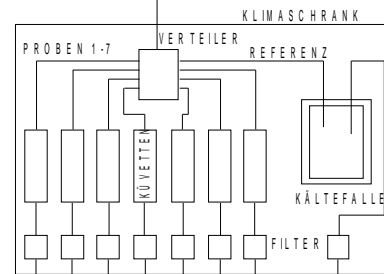 KLIMASCHRANK
VERTEILER
PROBEN 1-7
REFERENZ
KÜVETTEN
KÄLTEFALLE
FILTER